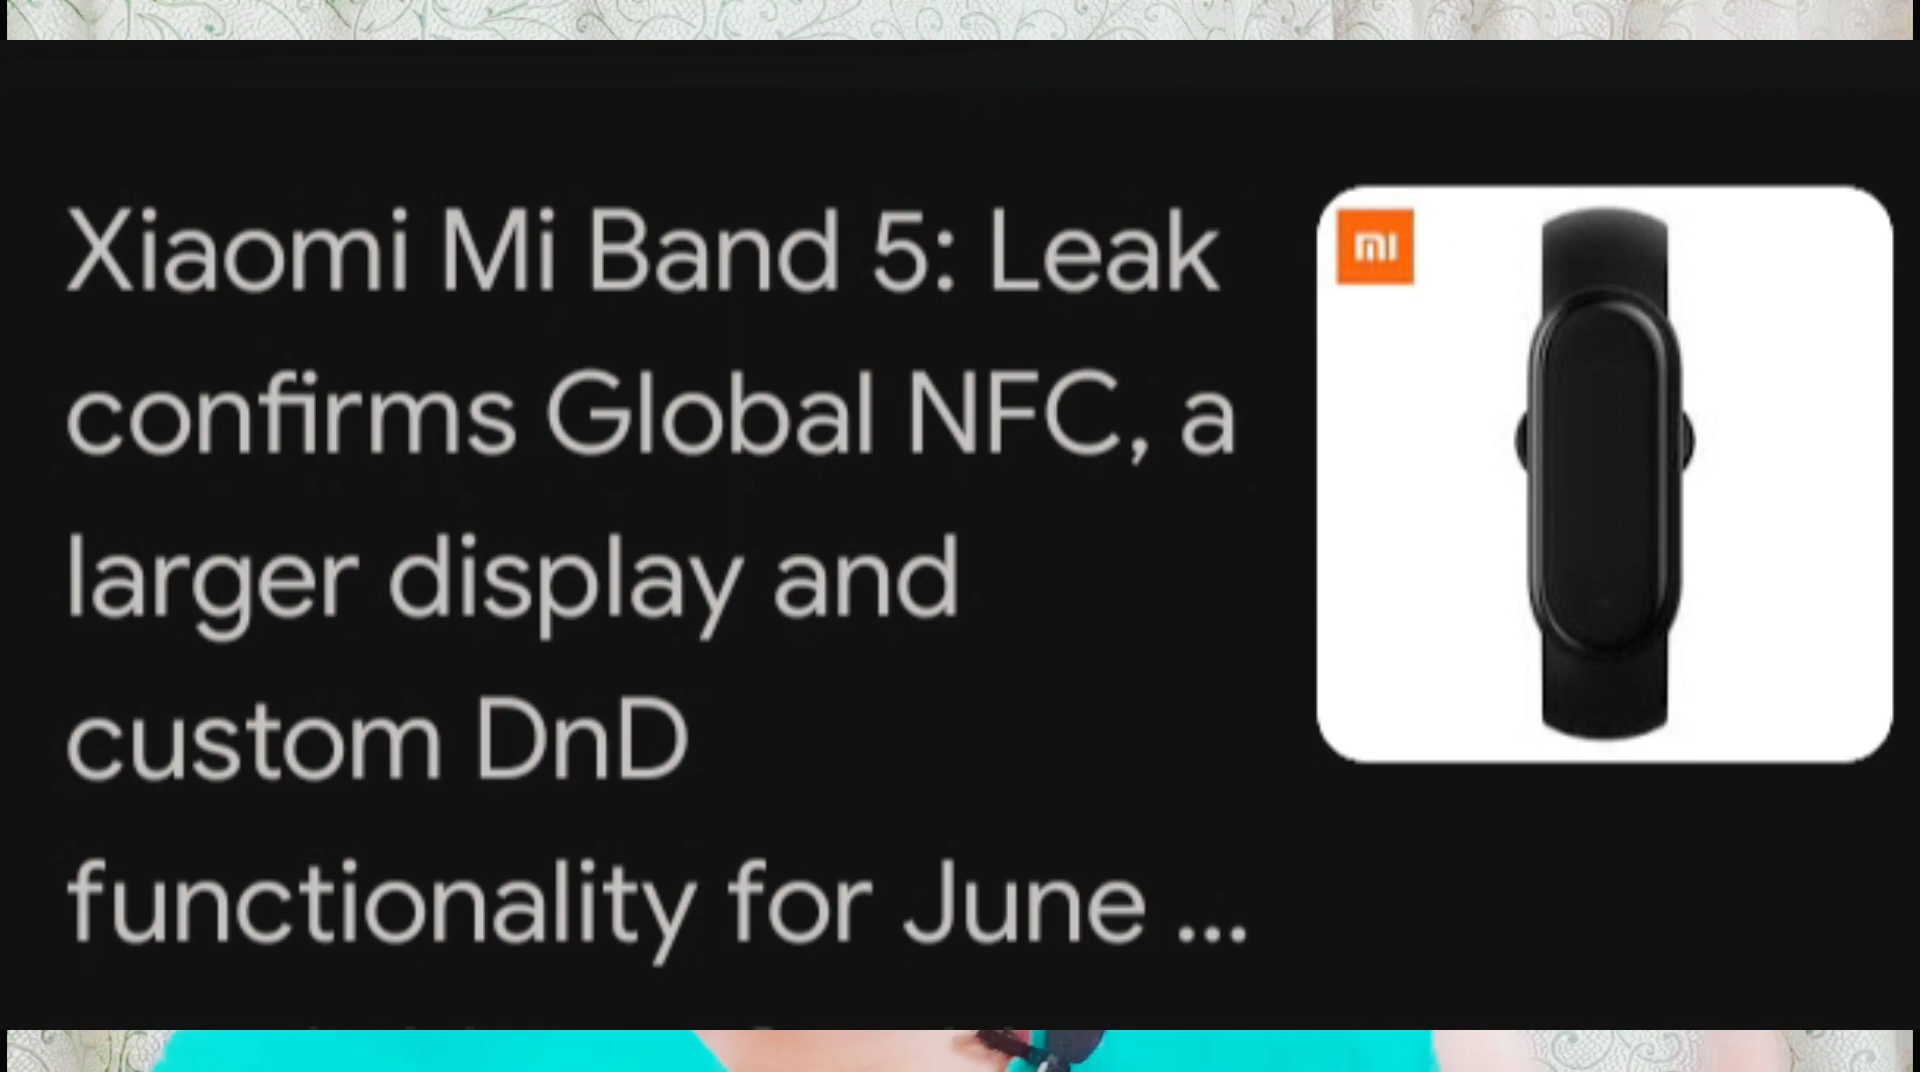 Xiaomi Mi Band 5: Leak
confirms Global NFC, a
larger display and
custom DnD
functionality for June ...
mi